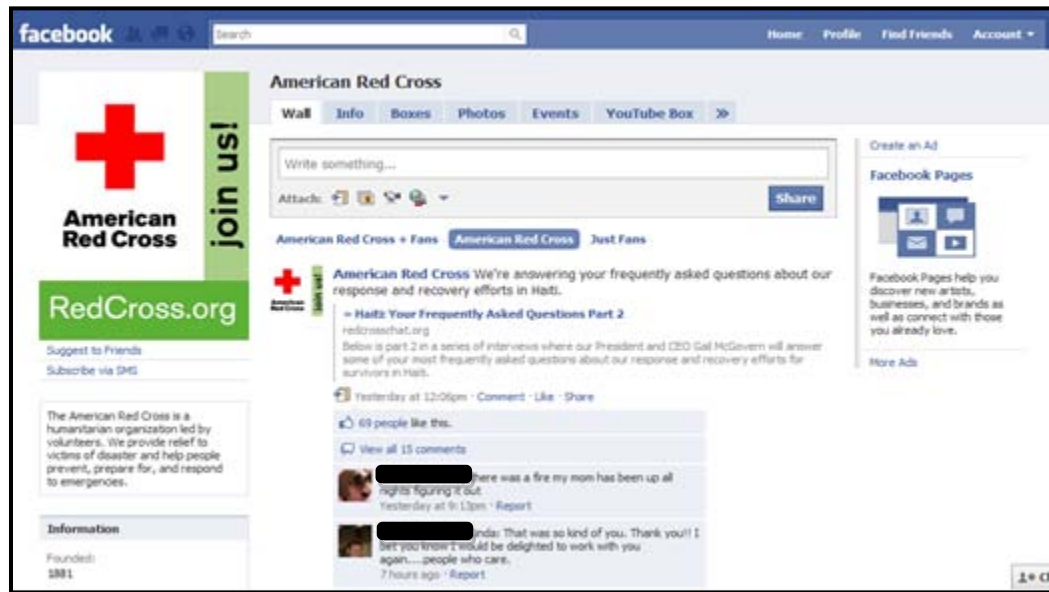 facebook
Search
Home Profile Find Friends Account
American Red Cross
join us!
RedCross.org
Suggest to Friends
Subscribe via SMS
The American Red Cross is a
humanitarian organization led by
volunteers. We provide relief to
victims of disaster and help people
prevent, prepare for, and respond
to emergencies.
Information
Founded:
1881
American Red Cross
Wall Info Boxes Photos Events YouTube Box »
Write something...
Attach:
Share
American Red Cross + Fans American Red Cross Just Fans
American Red Cross
join us!
American Red Cross We're answering your frequently asked questions about our
response and recovery efforts in Haiti.
» Haiti: Your Frequently Asked Questions Part 2
redcrosschat.org
Below is part 2 in a series of interviews where our President and CEO Gail McGovern will answer
some of your most frequently asked questions about our response and recovery efforts for
survivors in Haiti.
Yesterday at 12:06pm · Comment · Like · Share
69 people like this.
View all 15 comments
there was a fire my mom has been up all
nights figuring it out
Yesterday at 9:13pm · Report
That was so kind of you. Thank you!! I
bet you know I would be delighted to work with you
again....people who care.
7 hours ago · Report
Create an Ad
Facebook Pages
Facebook Pages help you
discover new artists,
businesses, and brands as
well as connect with those
you already love.
More Ads